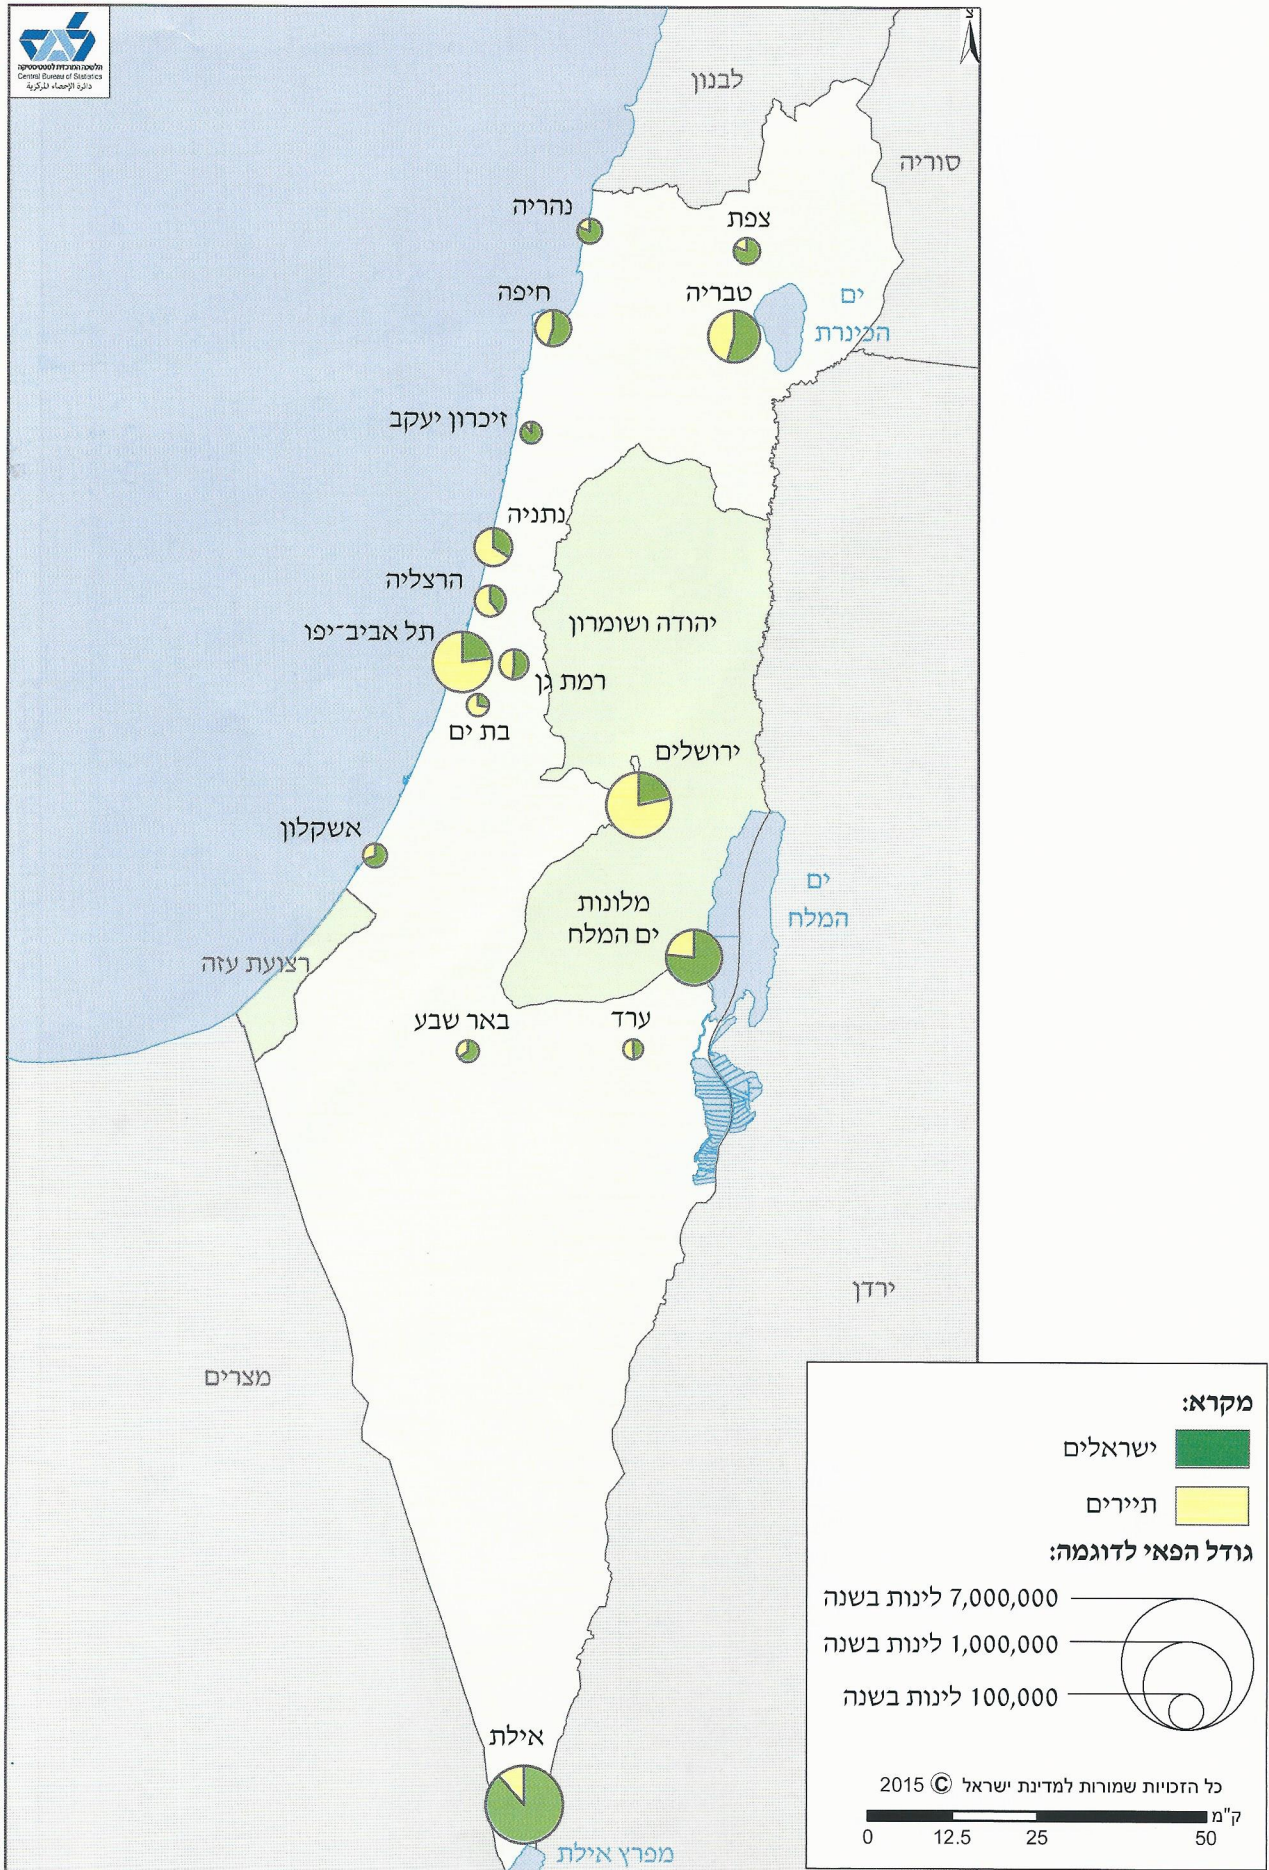 הלשכה המרכזית לסטטיסטיקה
Central Bureau of Statistics
دائرة الإحصاء المركزية
לבנון
סוריה
נהריה
צפת
חיפה
טבריה
ים
הכינרת
זיכרון יעקב
נתניה
הרצליה
תל אביב־יפו
יהודה ושומרון
רמת גן
בת ים
ירושלים
אשקלון
ים
המלח
מלונות
ים המלח
רצועת עזה
באר שבע
ערד
ירדן
מצרים
אילת
מפרץ אילת
מקרא:
ישראלים
תיירים
גודל הפאי לדוגמה:
7,000,000 לינות בשנה
1,000,000 לינות בשנה
100,000 לינות בשנה
כל הזכויות שמורות למדינת ישראל © 2015
ק"מ
0 12.5 25 50